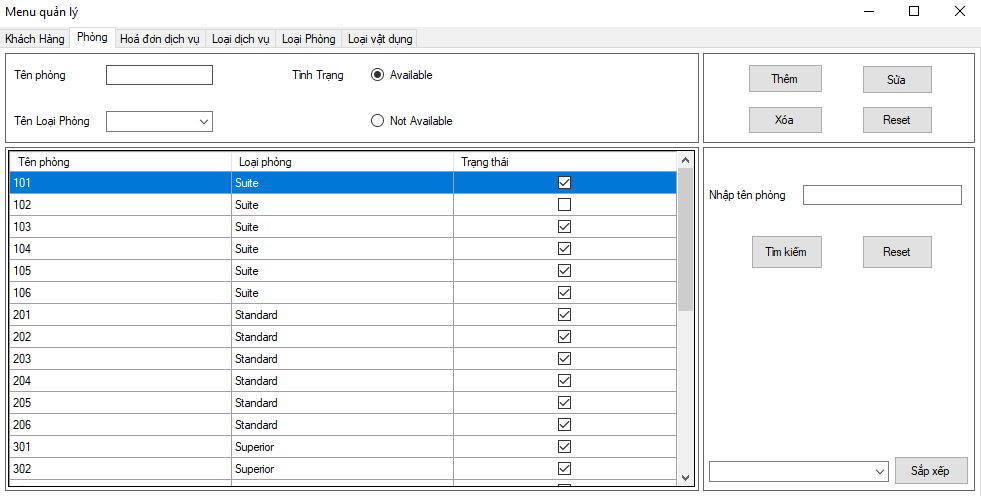 Menu quản lý
Khách Hàng Phòng Hoá đơn dịch vụ Loại dịch vụ Loại Phòng Loại vật dụng
Tên phòng Tình Trạng Available
Tên Loại Phòng Not Available
Thêm Sửa
Xóa Reset
Tên phòng Loại phòng Trạng thái
101 Suite
102 Suite
103 Suite
104 Suite
105 Suite
106 Suite
201 Standard
202 Standard
203 Standard
204 Standard
205 Standard
206 Standard
301 Superior
302 Superior
Nhập tên phòng
Tìm kiếm Reset
Sắp xếp